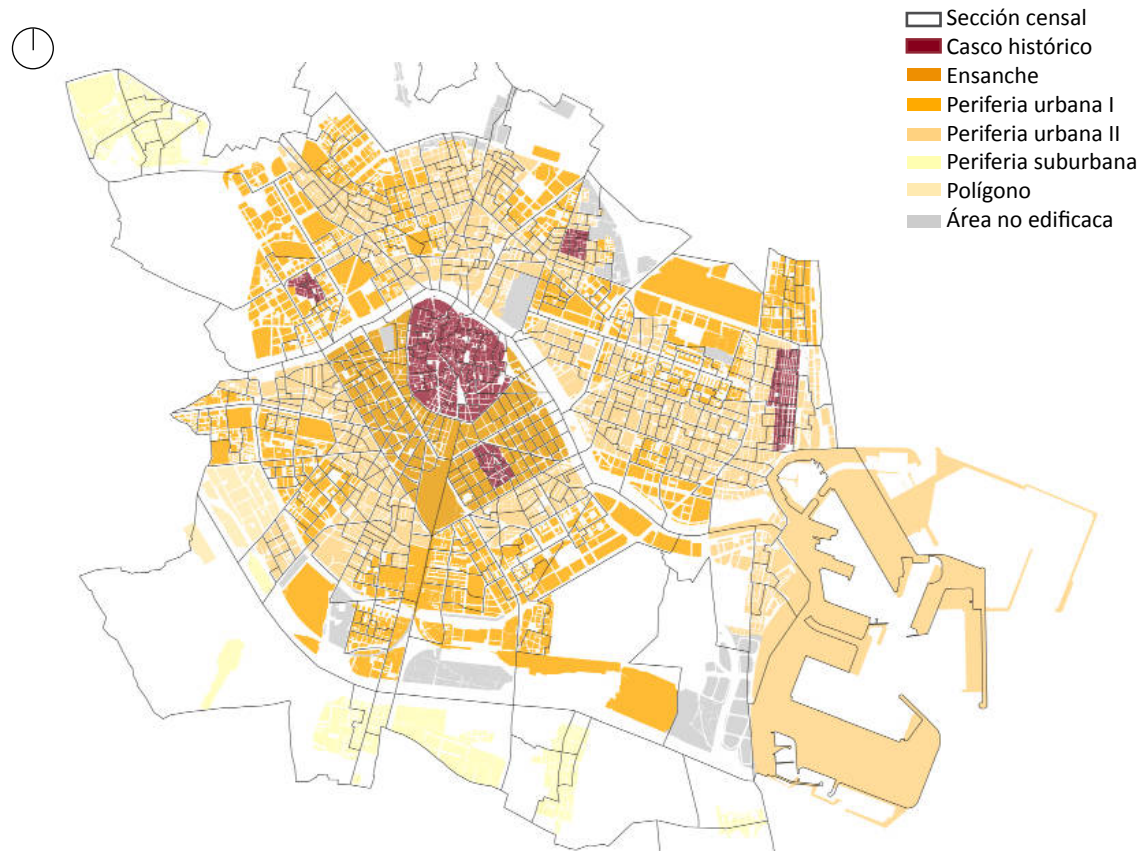 Sección censal
Casco histórico
Ensanche
Periferia urbana I
Periferia urbana II
Periferia suburbana
Polígono
Área no edificaca